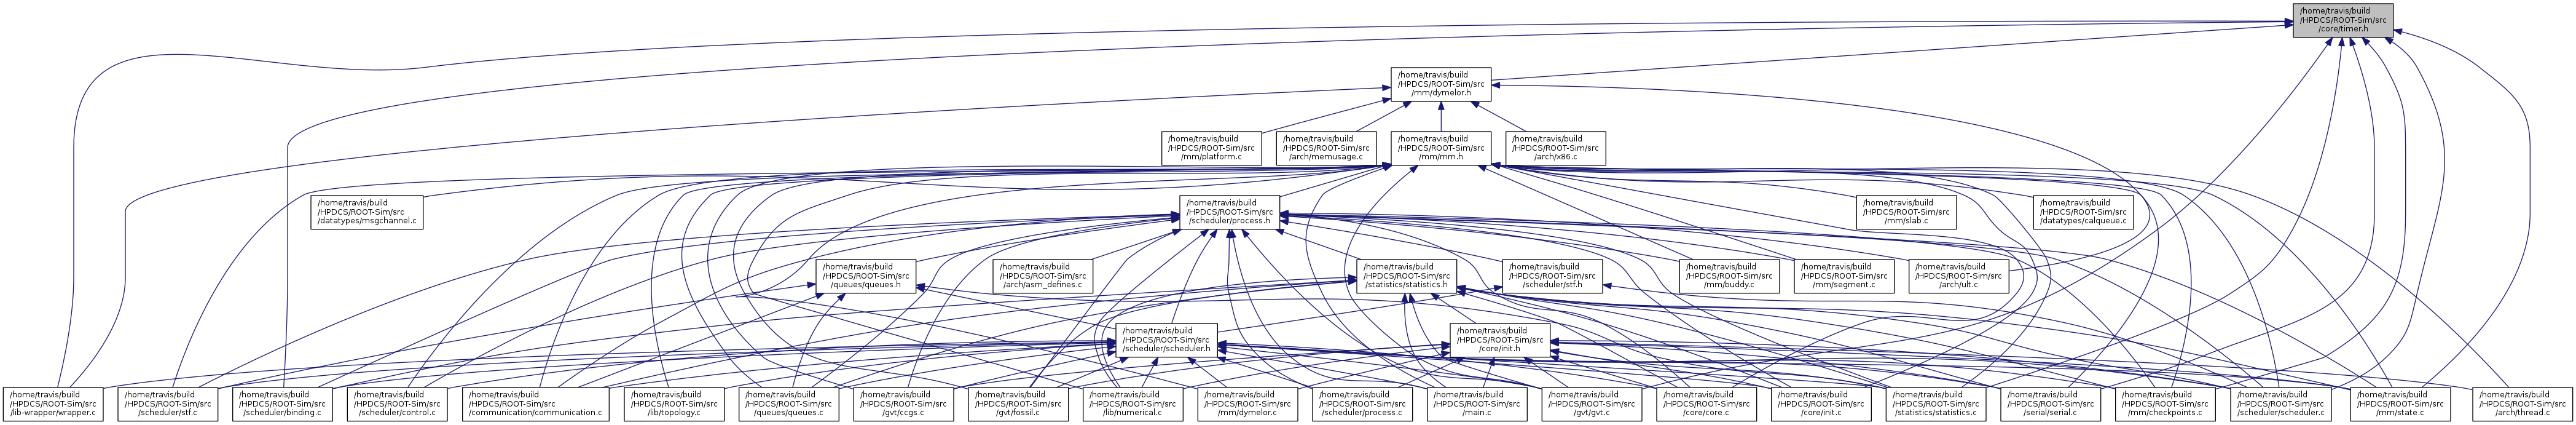 /home/travis/build
/HPDCS/ROOT-Sim/src
/core/timer.h
/home/travis/build
/HPDCS/ROOT-Sim/src
/mm/dymelor.h
/home/travis/build
/HPDCS/ROOT-Sim/src
/mm/platform.c
/home/travis/build
/HPDCS/ROOT-Sim/src
/arch/memusage.c
/home/travis/build
/HPDCS/ROOT-Sim/src
/mm/mm.h
/home/travis/build
/HPDCS/ROOT-Sim/src
/arch/x86.c
/home/travis/build
/HPDCS/ROOT-Sim/src
/datatypes/msgchannel.c
/home/travis/build
/HPDCS/ROOT-Sim/src
/scheduler/process.h
/home/travis/build
/HPDCS/ROOT-Sim/src
/mm/slab.c
/home/travis/build
/HPDCS/ROOT-Sim/src
/datatypes/calqueue.c
/home/travis/build
/HPDCS/ROOT-Sim/src
/queues/queues.h
/home/travis/build
/HPDCS/ROOT-Sim/src
/arch/asm_defines.c
/home/travis/build
/HPDCS/ROOT-Sim/src
/statistics/statistics.h
/home/travis/build
/HPDCS/ROOT-Sim/src
/scheduler/stf.h
/home/travis/build
/HPDCS/ROOT-Sim/src
/mm/buddy.c
/home/travis/build
/HPDCS/ROOT-Sim/src
/mm/segment.c
/home/travis/build
/HPDCS/ROOT-Sim/src
/arch/ult.c
/home/travis/build
/HPDCS/ROOT-Sim/src
/scheduler/scheduler.h
/home/travis/build
/HPDCS/ROOT-Sim/src
/core/init.h
/home/travis/build
/HPDCS/ROOT-Sim/src
/lib-wrapper/wrapper.c
/home/travis/build
/HPDCS/ROOT-Sim/src
/scheduler/stf.c
/home/travis/build
/HPDCS/ROOT-Sim/src
/scheduler/binding.c
/home/travis/build
/HPDCS/ROOT-Sim/src
/scheduler/control.c
/home/travis/build
/HPDCS/ROOT-Sim/src
/communication/communication.c
/home/travis/build
/HPDCS/ROOT-Sim/src
/lib/topology.c
/home/travis/build
/HPDCS/ROOT-Sim/src
/queues/queues.c
/home/travis/build
/HPDCS/ROOT-Sim/src
/gvt/ccgs.c
/home/travis/build
/HPDCS/ROOT-Sim/src
/gvt/fossil.c
/home/travis/build
/HPDCS/ROOT-Sim/src
/lib/numerical.c
/home/travis/build
/HPDCS/ROOT-Sim/src
/mm/dymelor.c
/home/travis/build
/HPDCS/ROOT-Sim/src
/scheduler/process.c
/home/travis/build
/HPDCS/ROOT-Sim/src
/main.c
/home/travis/build
/HPDCS/ROOT-Sim/src
/gvt/gvt.c
/home/travis/build
/HPDCS/ROOT-Sim/src
/core/core.c
/home/travis/build
/HPDCS/ROOT-Sim/src
/core/init.c
/home/travis/build
/HPDCS/ROOT-Sim/src
/statistics/statistics.c
/home/travis/build
/HPDCS/ROOT-Sim/src
/serial/serial.c
/home/travis/build
/HPDCS/ROOT-Sim/src
/mm/checkpoints.c
/home/travis/build
/HPDCS/ROOT-Sim/src
/scheduler/scheduler.c
/home/travis/build
/HPDCS/ROOT-Sim/src
/mm/state.c
/home/travis/build
/HPDCS/ROOT-Sim/src
/arch/thread.c